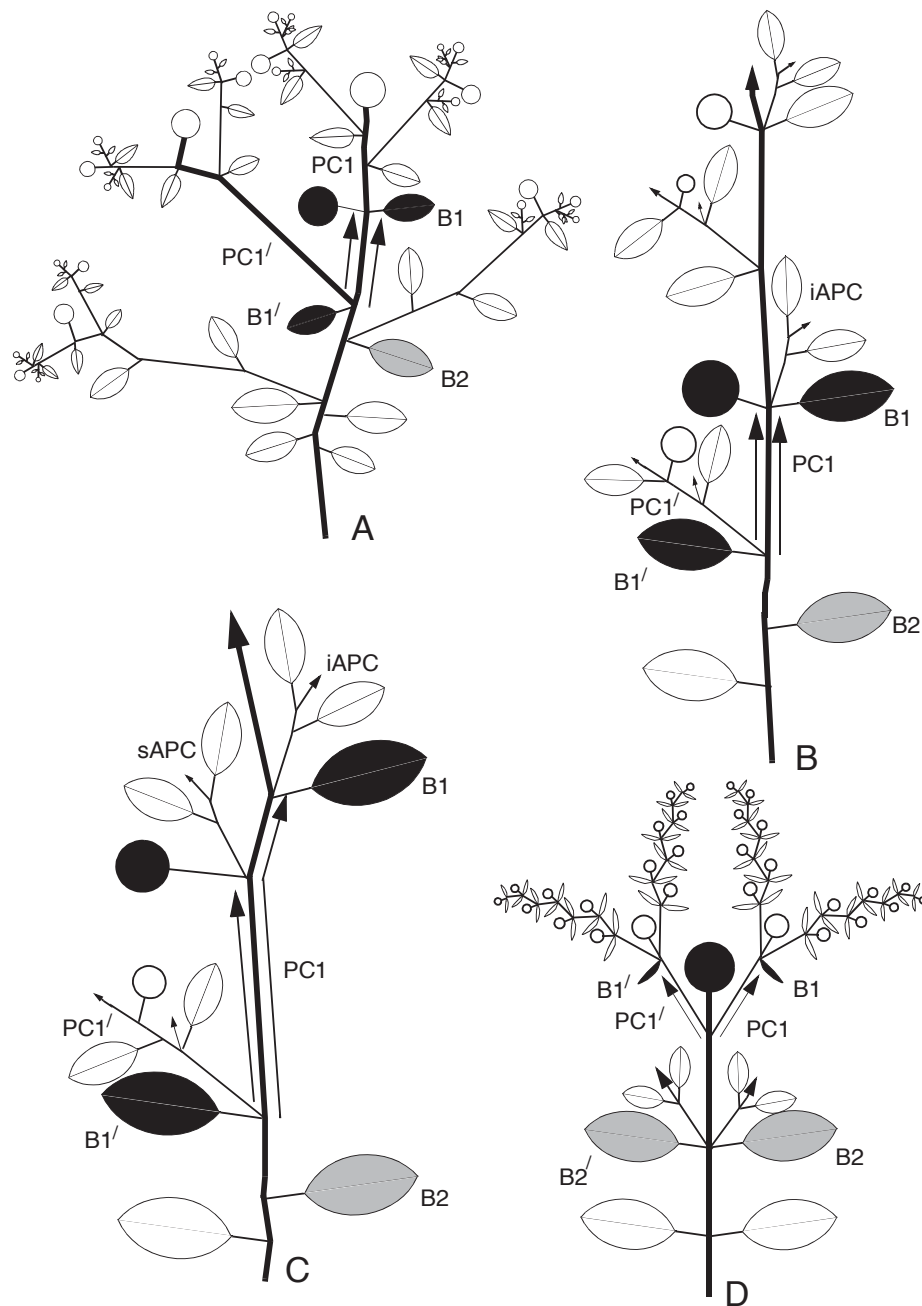 PC1
B1
PC1/
B1/
B2
A
iAPC
B1
PC1
PC1/
B1/
B2
B
iAPC
sAPC
B1
PC1
PC1/
B1/
B2
C
B1/
B1
PC1/
PC1
B2/
B2
D